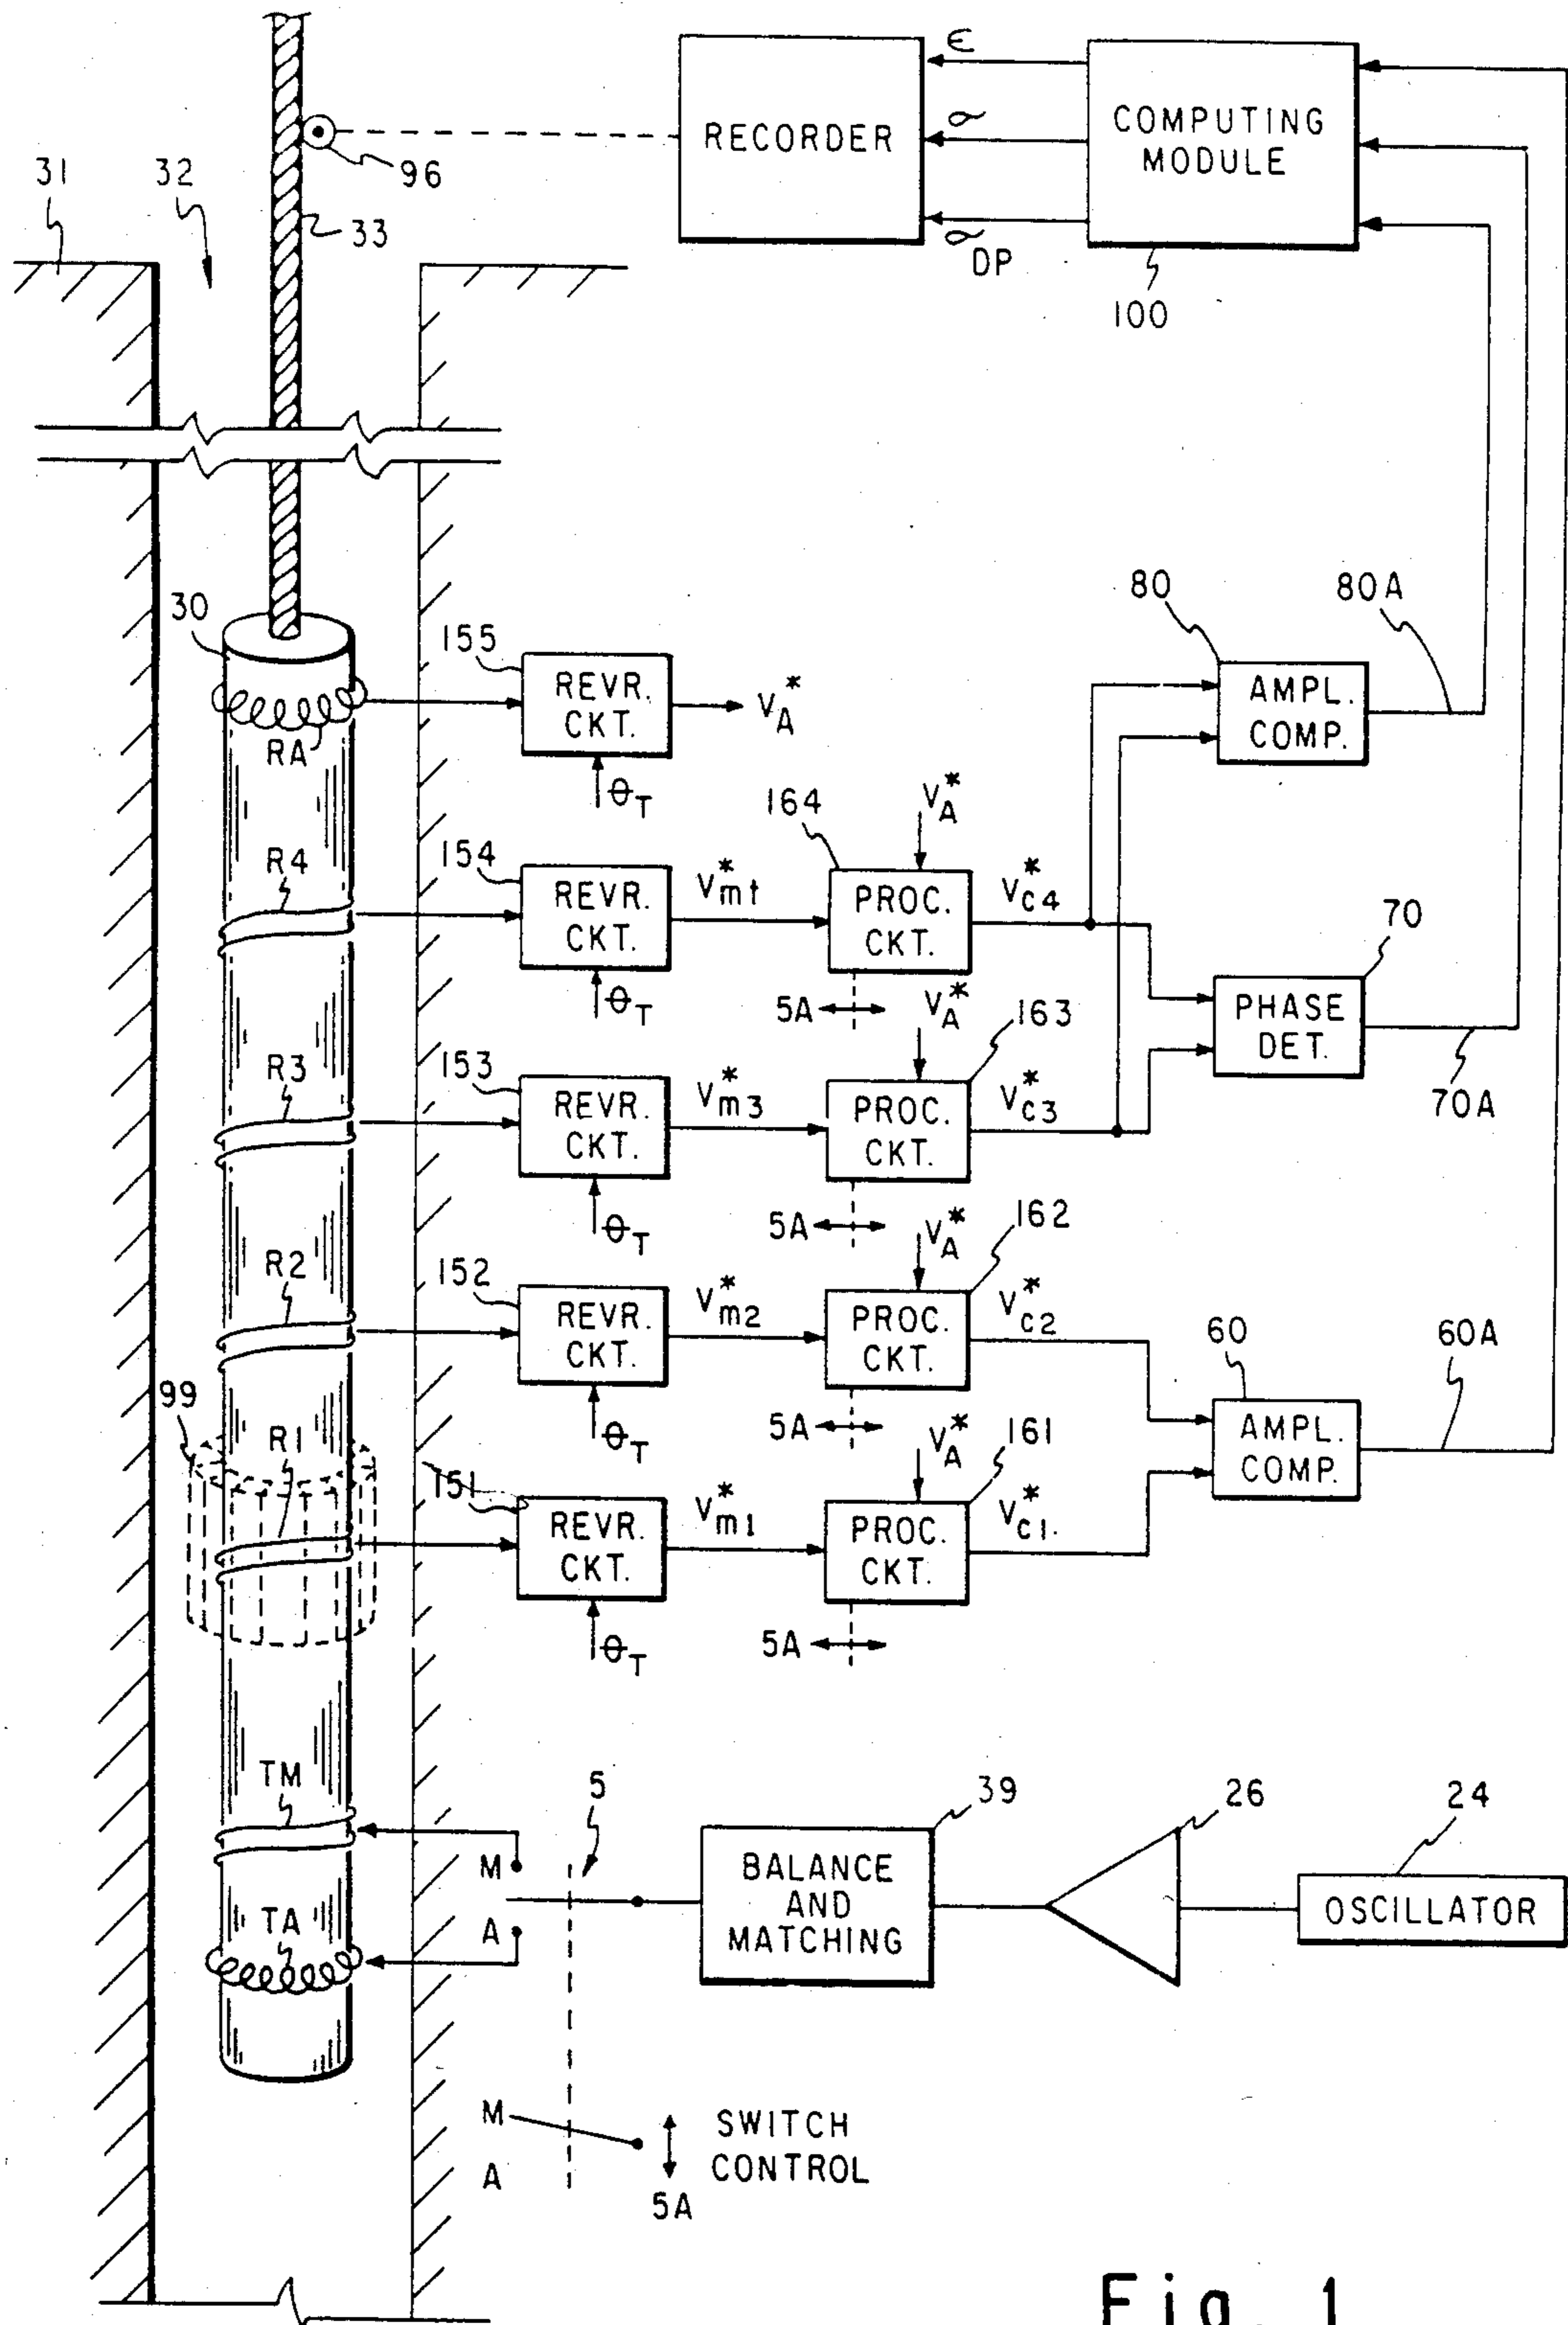 ε
RECORDER
COMPUTING
MODULE
σ
σ DP
96
31
32
33
100
30
155
REVR.
CKT.
V*A
RA
θT
80
80A
AMPL.
COMP.
164
V*A
R4
154
REVR.
CKT.
V*mt
PROC.
CKT.
V*c4
θT
5A
V*A
70
PHASE
DET.
163
R3
153
REVR.
CKT.
V*m3
PROC.
CKT.
V*c3
70A
θT
5A
V*A
162
R2
152
REVR.
CKT.
V*m2
PROC.
CKT.
V*c2
60
60A
99
R1
θT
5A
V*A
161
AMPL.
COMP.
151
REVR.
CKT.
V*m1
PROC.
CKT.
V*c1.
θT
5A
TM
5
39
26
24
M
BALANCE
AND
MATCHING
OSCILLATOR
TA
A
M
SWITCH
CONTROL
A
5A
Fig. 1